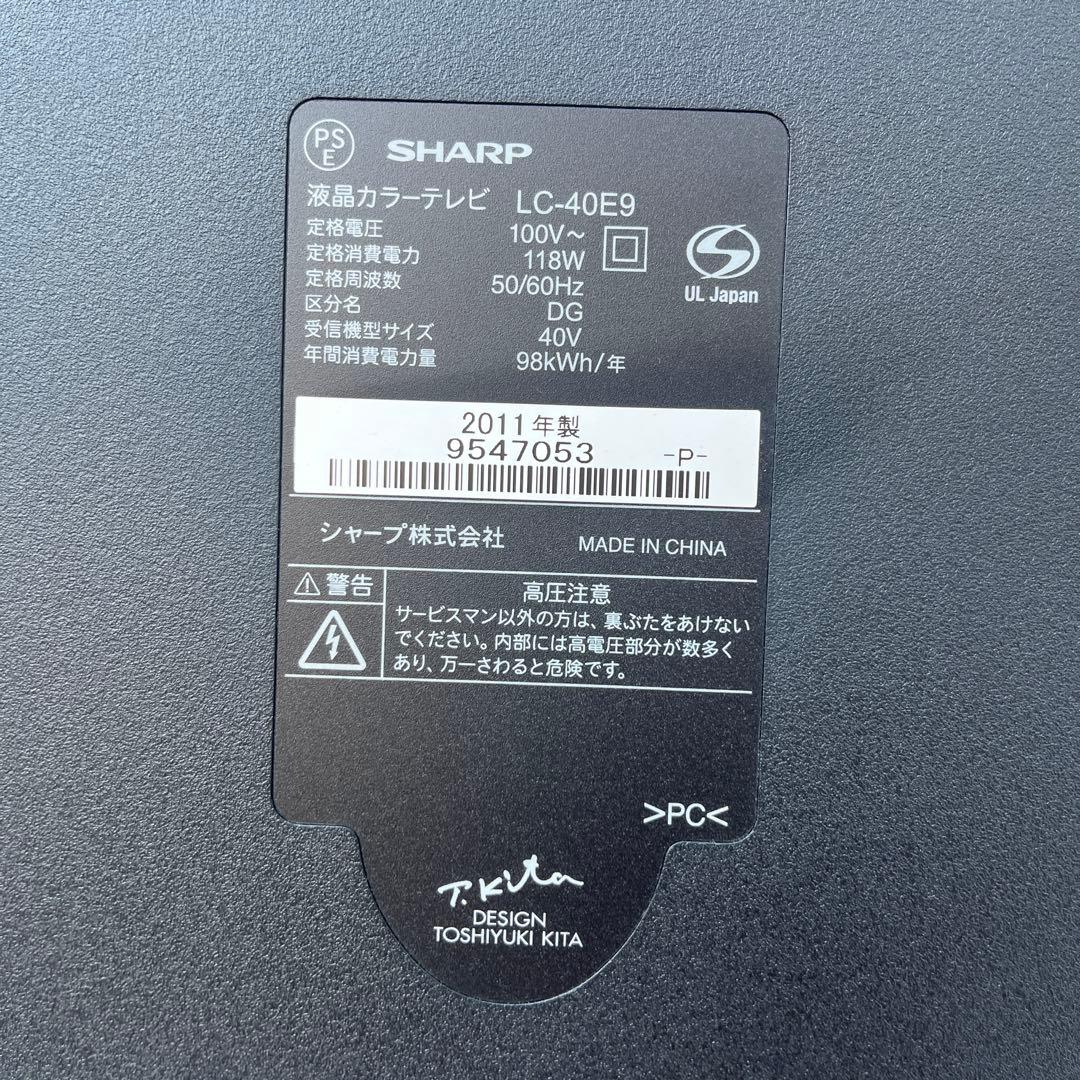 PS
E
SHARP
液晶カラーテレビ LC-40E9
定格電圧 100V～
定格消費電力 118W
定格周波数 50/60Hz
区分名 DG
受信機型サイズ 40V
年間消費電力量 98kWh/年
UL Japan
2011年製
9547053 -P-
シャープ株式会社 MADE IN CHINA
警告
高圧注意
サービスマン以外の方は、裏ぶたをあけない
でください。内部には高電圧部分が数多く
あり、万一さわると危険です。
>PC<
T. Kita
DESIGN
TOSHIYUKI KITA